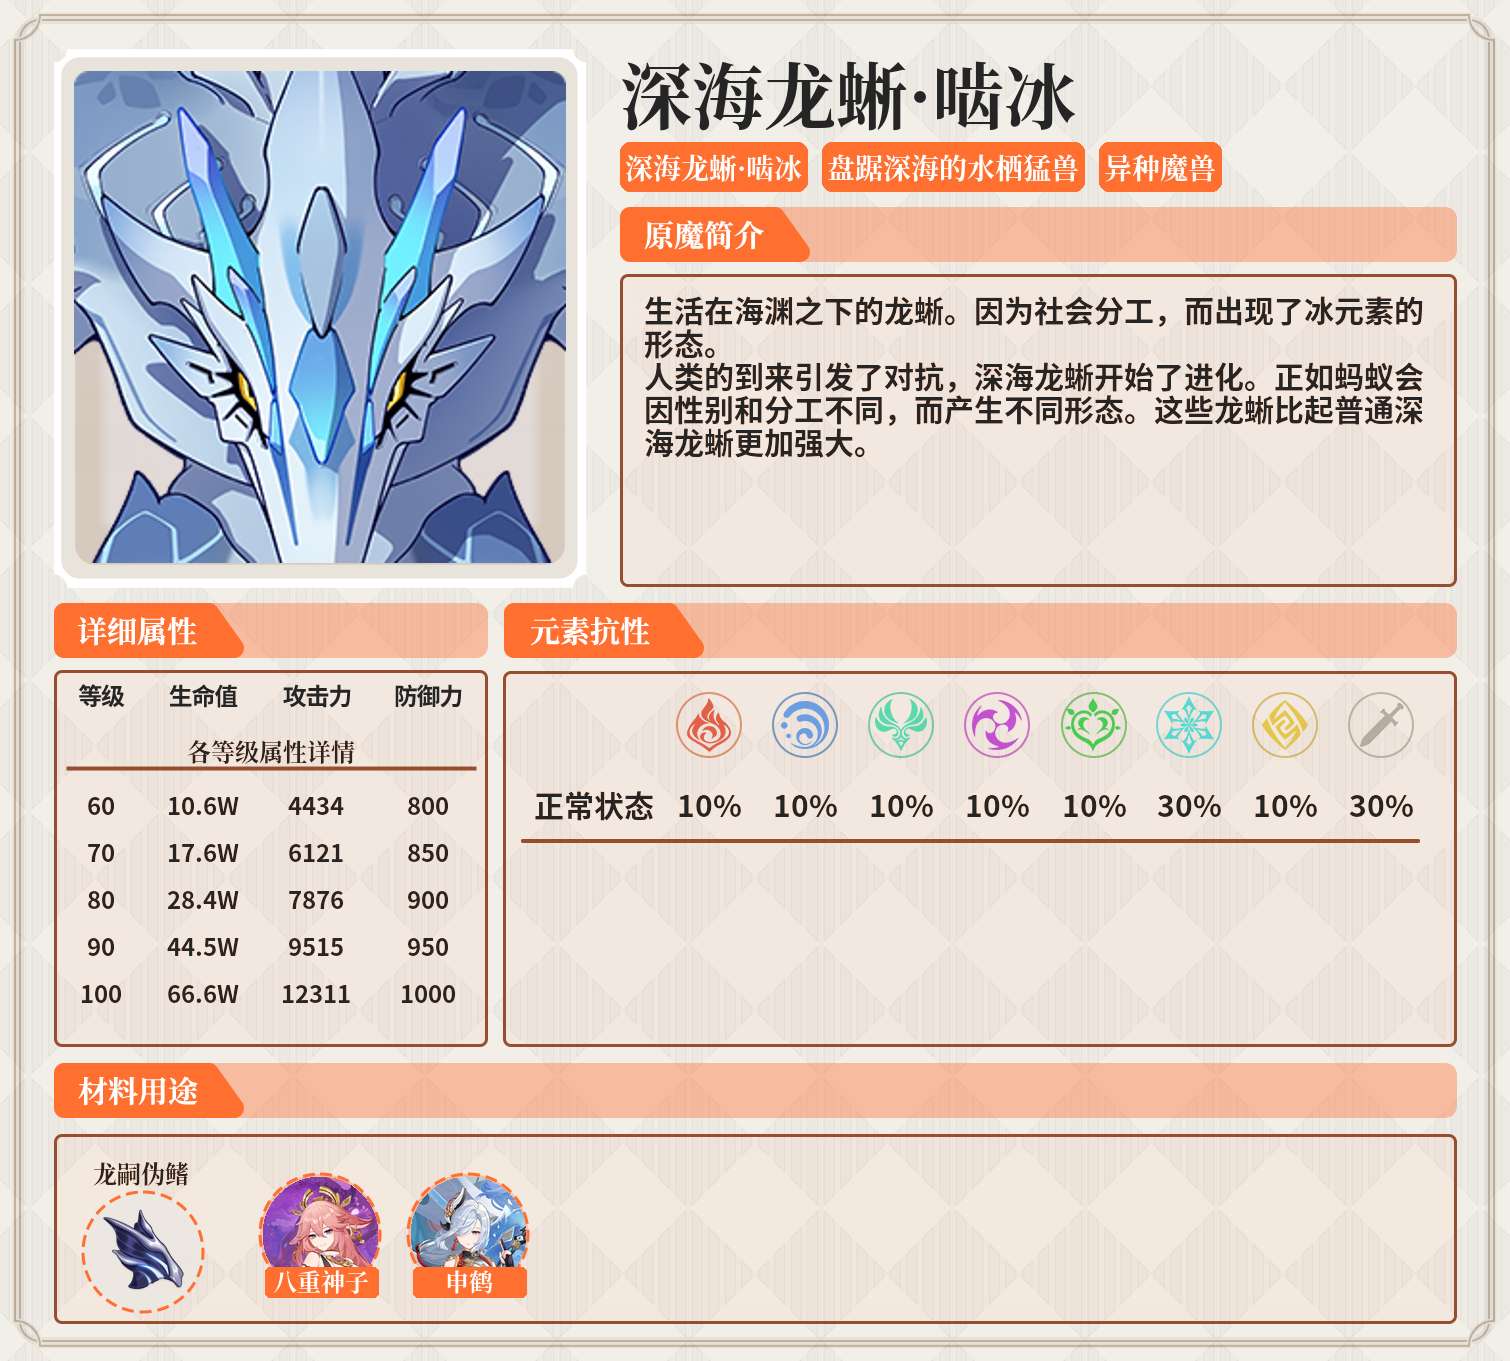 深海龙蜥·啮冰
深海龙蜥·啮冰 盘踞深海的水栖猛兽 异种魔兽
原魔简介
生活在海渊之下的龙蜥。因为社会分工，而出现了冰元素的
形态。
人类的到来引发了对抗，深海龙蜥开始了进化。正如蚂蚁会
因性别和分工不同，而产生不同形态。这些龙蜥比起普通深
海龙蜥更加强大。
详细属性
等级 生命值 攻击力 防御力
各等级属性详情
60 10.6W 4434 800
70 17.6W 6121 850
80 28.4W 7876 900
90 44.5W 9515 950
100 66.6W 12311 1000
元素抗性
正常状态 10% 10% 10% 10% 10% 30% 10% 30%
材料用途
龙嗣伪鳍
八重神子 申鹤